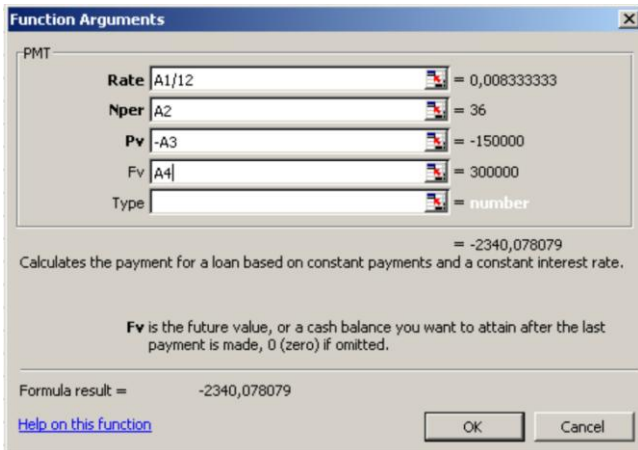 Function Arguments
PMT
Rate A1/12 = 0,008333333
Nper A2 = 36
Pv -A3 = -150000
Fv A4 = 300000
Type = number
= -2340,078079
Calculates the payment for a loan based on constant payments and a constant interest rate.
Fv is the future value, or a cash balance you want to attain after the last
payment is made, 0 (zero) if omitted.
Formula result = -2340,078079
Help on this function OK Cancel